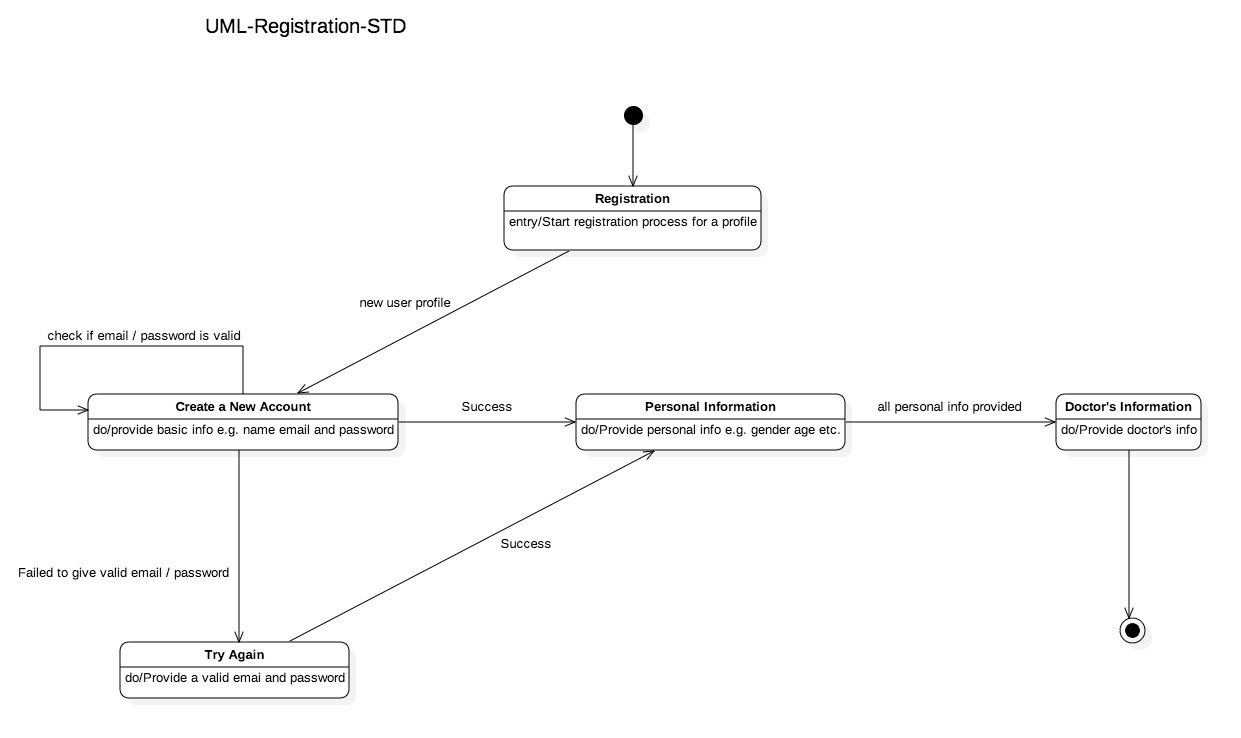 UML-Registration-STD
Registration
entry/Start registration process for a profile
new user profile
check if email / password is valid
Create a New Account
do/provide basic info e.g. name email and password
Success
Personal Information
do/Provide personal info e.g. gender age etc.
all personal info provided
Doctor's Information
do/Provide doctor's info
Success
Failed to give valid email / password
Try Again
do/Provide a valid emai and password